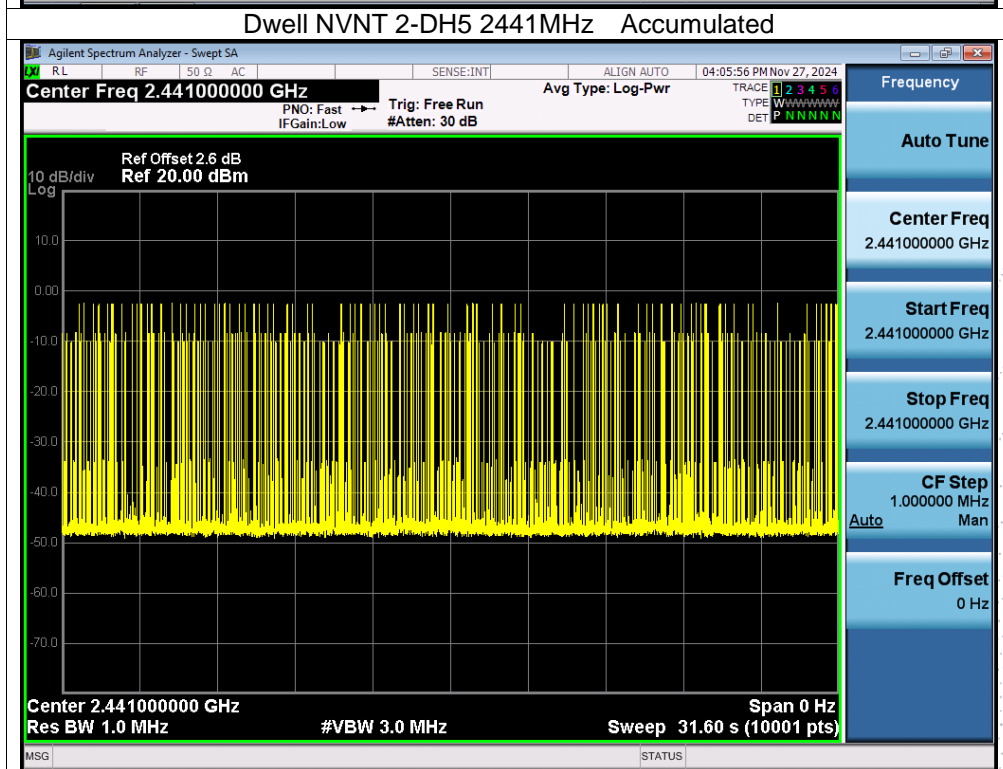 Dwell NVNT 2-DH5 2441MHz Accumulated
Agilent Spectrum Analyzer - Swept SA
LXI RL RF 50 Ω AC SENSE:INT ALIGN AUTO 04:05:56 PM Nov 27, 2024
Center Freq 2.441000000 GHz
PNO: Fast
IFGain:Low
Trig: Free Run
#Atten: 30 dB
Avg Type: Log-Pwr
TRACE 1 2 3 4 5 6
TYPE WWWWWWW
DET P N N N N N
Frequency
Ref Offset 2.6 dB
10 dB/div Ref 20.00 dBm
Log
10.0
0.00
-10.0
-20.0
-30.0
-40.0
-50.0
-60.0
-70.0
Center 2.441000000 GHz Span 0 Hz
Res BW 1.0 MHz #VBW 3.0 MHz Sweep 31.60 s (10001 pts)
Auto Tune
Center Freq
2.441000000 GHz
Start Freq
2.441000000 GHz
Stop Freq
2.441000000 GHz
CF Step
1.000000 MHz
Auto Man
Freq Offset
0 Hz
MSG STATUS